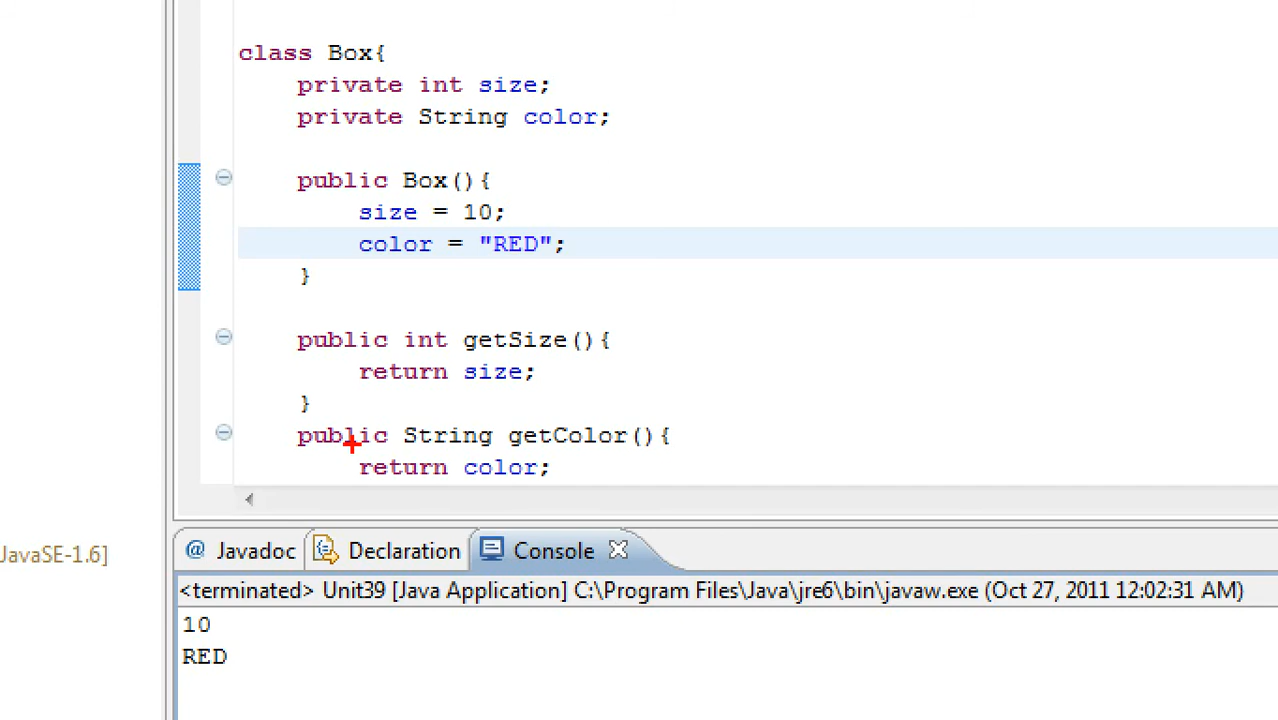 class Box{
private int size;
private String color;
public Box(){
size = 10;
color = "RED";
}
public int getSize(){
return size;
}
public String getColor(){
return color;
JavaSE-1.6]
@ Javadoc Declaration Console
<terminated> Unit39 [Java Application] C:\Program Files\Java\jre6\bin\javaw.exe (Oct 27, 2011 12:02:31 AM)
10
RED